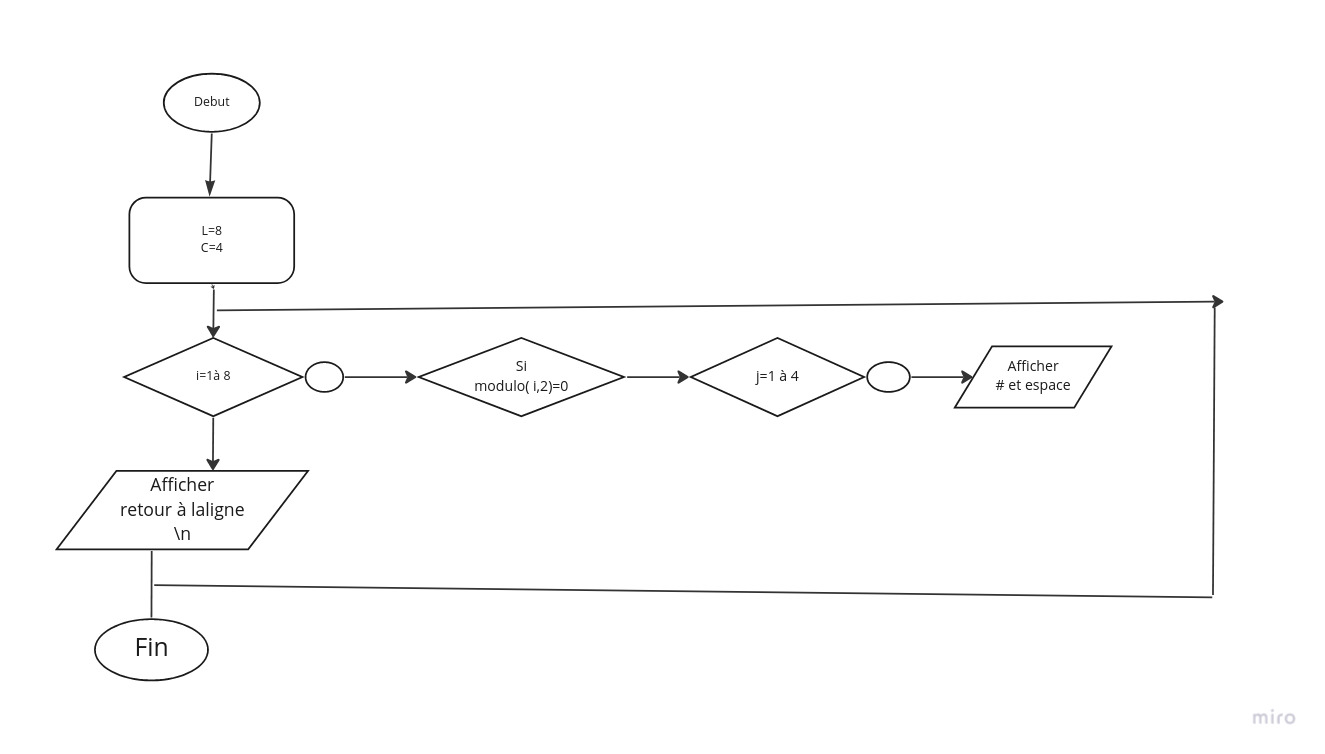 Debut
L=8
C=4
i=1à 8
Si
modulo( i,2)=0
j=1 à 4
Afficher
# et espace
Afficher
retour à laligne
\n
Fin
miro